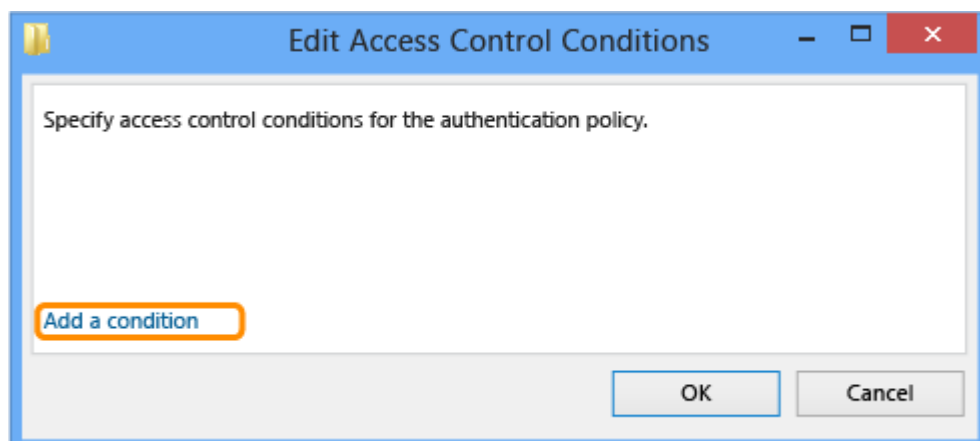 Edit Access Control Conditions
Specify access control conditions for the authentication policy.
Add a condition
OK
Cancel